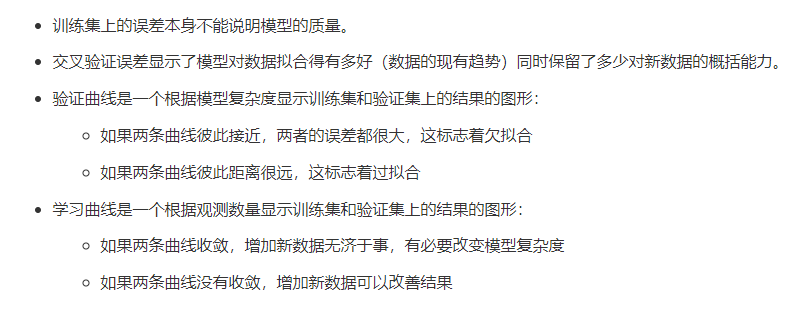 训练集上的误差本身不能说明模型的质量。
交叉验证误差显示了模型对数据拟合得有多好（数据的现有趋势）同时保留了多少对新数据的概括能力。
验证曲线是一个根据模型复杂度显示训练集和验证集上的结果的图形：
如果两条曲线彼此接近，两者的误差都很大，这标志着欠拟合
如果两条曲线彼此距离很远，这标志着过拟合
学习曲线是一个根据观测数量显示训练集和验证集上的结果的图形：
如果两条曲线收敛，增加新数据无济于事，有必要改变模型复杂度
如果两条曲线没有收敛，增加新数据可以改善结果